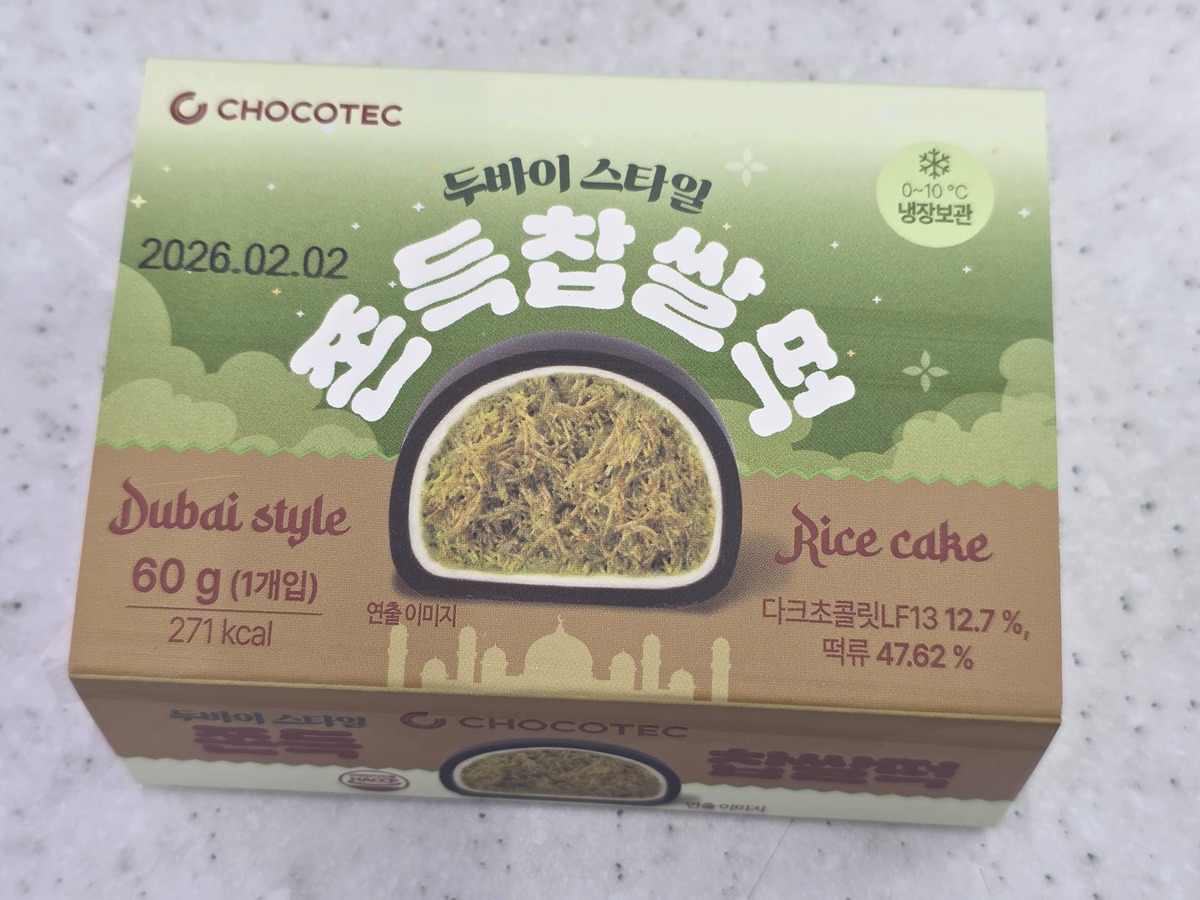 CHOCOTEC
두바이 스타일
쫀득찹쌀떡
0~10 ℃
냉장보관
2026.02.02
Dubai style
60 g (1개입)
271 kcal
연출 이미지
Rice cake
다크초콜릿LF13 12.7 %,
떡류 47.62 %
두바이 스타일
쫀득
CHOCOTEC
찹쌀떡
HACCP
연출 이미지